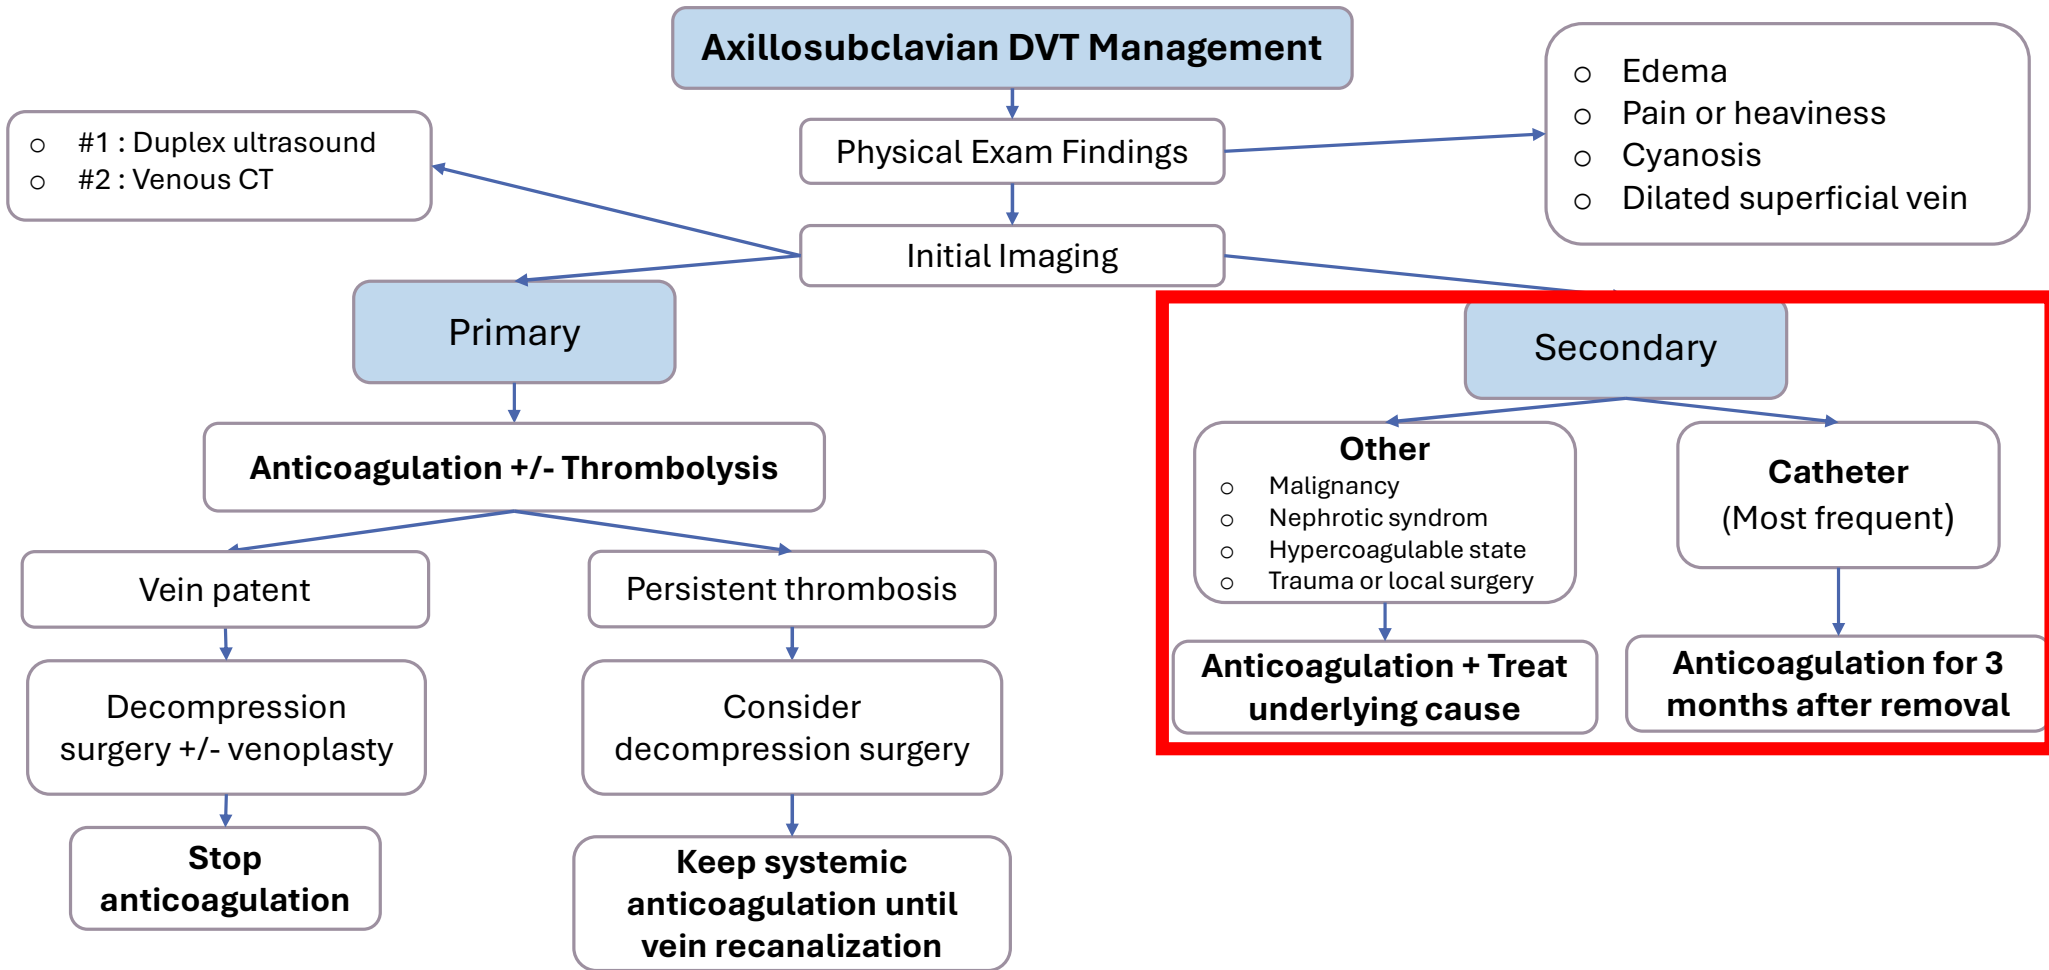 Axillosubclavian DVT Management
Physical Exam Findings
○ Edema
○ Pain or heaviness
○ Cyanosis
○ Dilated superficial vein
Initial Imaging
○ #1 : Duplex ultrasound
○ #2 : Venous CT
Primary
Anticoagulation +/- Thrombolysis
Vein patent
Decompression
surgery +/- venoplasty
Stop
anticoagulation
Persistent thrombosis
Consider
decompression surgery
Keep systemic
anticoagulation until
vein recanalization
Secondary
Other
○ Malignancy
○ Nephrotic syndrom
○ Hypercoagulable state
○ Trauma or local surgery
Anticoagulation + Treat
underlying cause
Catheter
(Most frequent)
Anticoagulation for 3
months after removal